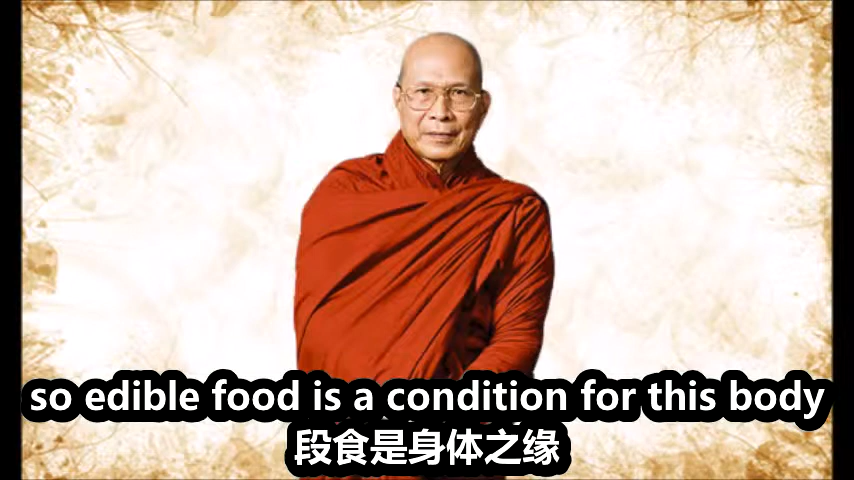 so edible food is a condition for this body
段食是身体之缘